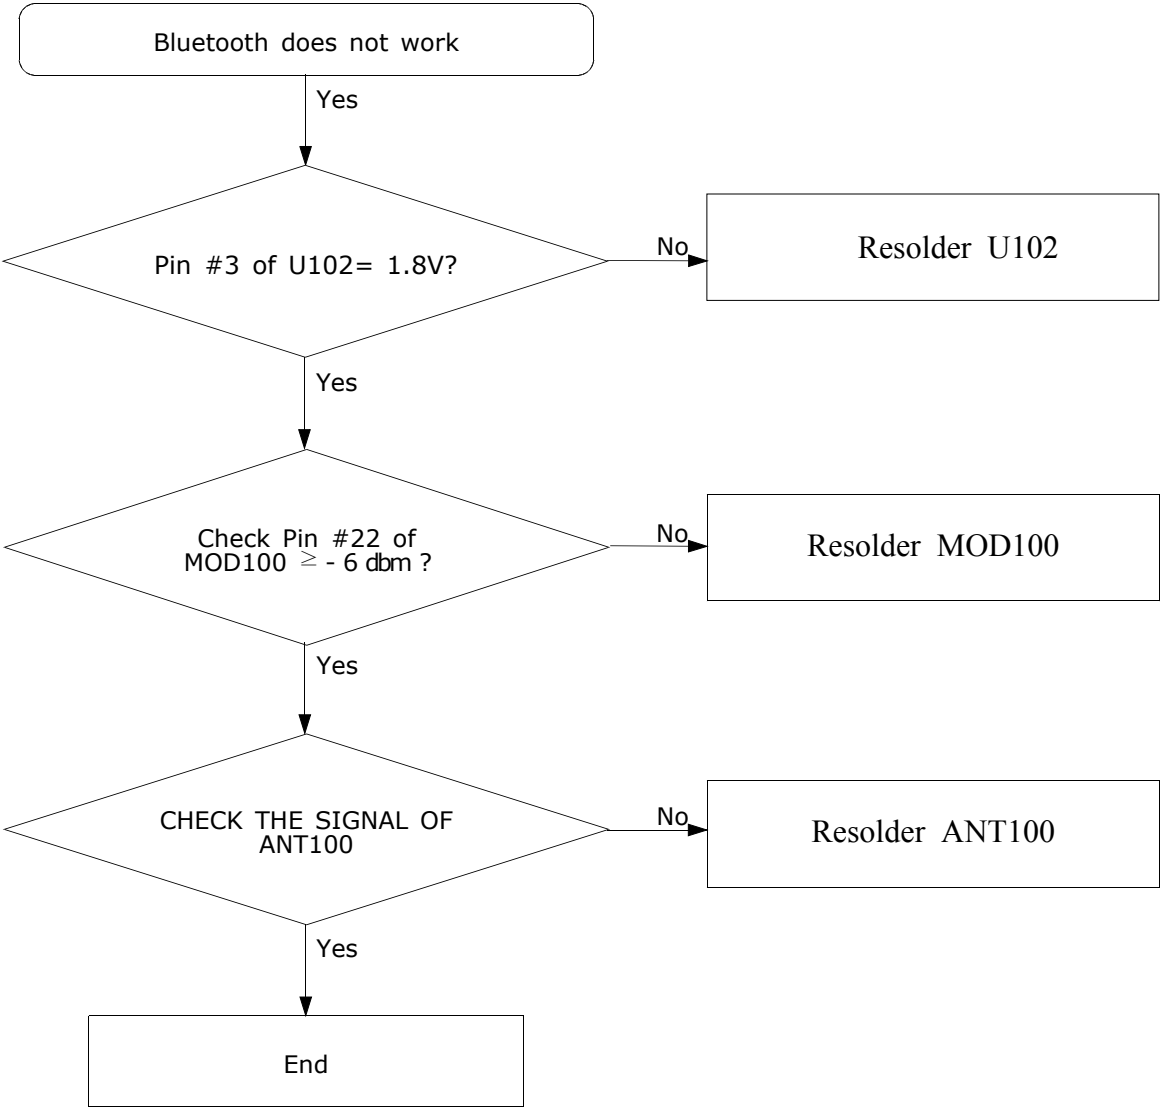 Bluetooth does not work
Yes
Pin #3 of U102= 1.8V?
No
Resolder U102
Yes
Check Pin #22 of
MOD100 ≥ - 6 dbm ?
No
Resolder MOD100
Yes
CHECK THE SIGNAL OF
ANT100
No
Resolder ANT100
Yes
End